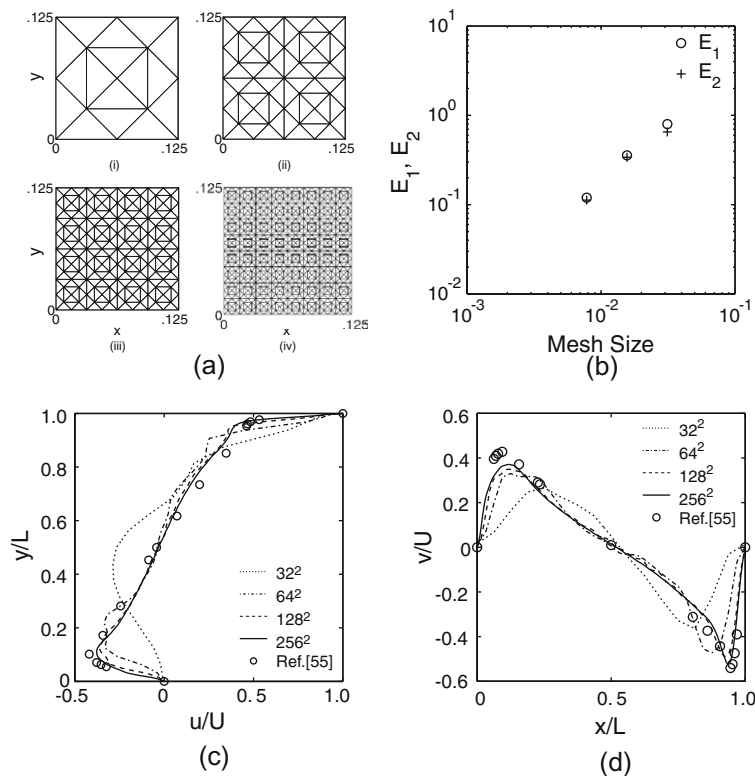 .125
y
0
0
.125
(i)
.125
0
0
.125
(ii)
.125
y
0
0
.125
x
(iii)
.125
0
0
.125
x
(iv)
(a)
10^1
10^0
10^-1
10^-2
E_1, E_2
E_1
E_2
10^-3
10^-2
10^-1
Mesh Size
(b)
1.0
0.8
0.6
0.4
0.2
0
y/L
32^2
64^2
128^2
256^2
Ref.[55]
-0.5
0
0.5
1.0
u/U
(c)
0.6
0.4
0.2
0
-0.2
-0.4
-0.6
v/U
32^2
64^2
128^2
256^2
Ref.[55]
0
0.5
1.0
x/L
(d)